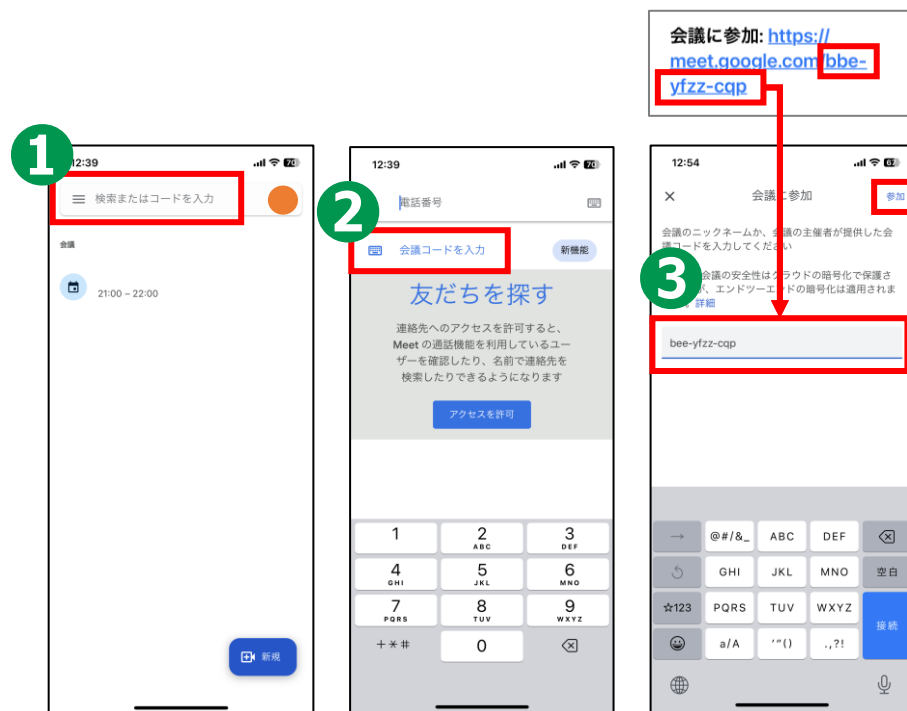 会議に参加: https://
meet.google.com/bbe-
yfzz-cqp
1
12:39
70
検索またはコードを入力
会議
21:00 – 22:00
新規
2
12:39
70
電話番号
会議コードを入力
新機能
友だちを探す
連絡先へのアクセスを許可すると、
Meet の通話機能を利用しているユー
ザーを確認したり、名前で連絡先を
検索したりできるようになります
アクセスを許可
1
2 ABC
3 DEF
4 GHI
5 JKL
6 MNO
7 PQRS
8 TUV
9 WXYZ
+*#
0
3
12:54
会議に参加
参加
会議のニックネームか、会議の主催者が提供した会
議コードを入力してください
会議の安全性はクラウドの暗号化で保護さ
が、エンドツーエンドの暗号化は適用されま
詳細
bee-yfzz-cqp
→ @#/&_ ABC DEF
GHI JKL MNO 空白
☆123 PQRS TUV WXYZ
接続
a/A '"() .,?!